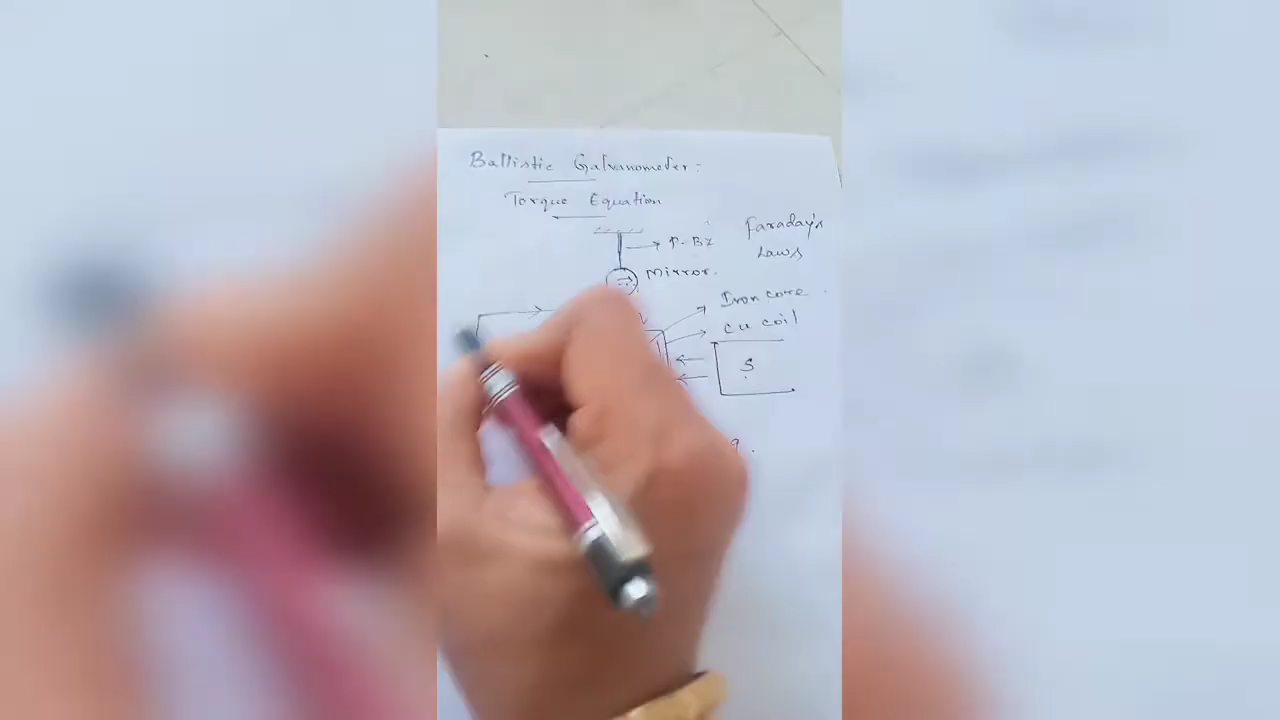 Ballistic Galvanometer:
Torque Equation
P-Bz
Faraday's
Laws
Mirror.
Iron core
cu coil
S